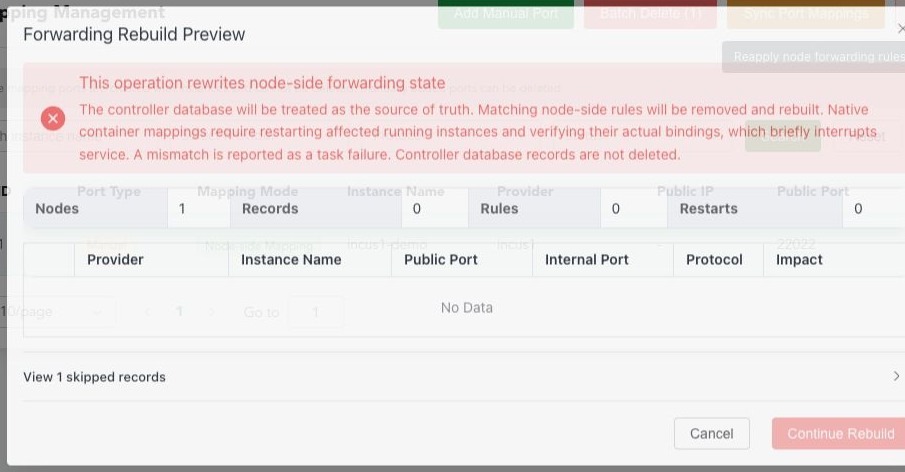 pping Management
Add Manual Port
Batch Delete (1)
Sync Port Mappings
Forwarding Rebuild Preview
Reapply node forwarding rules
This operation rewrites node-side forwarding state
The controller database will be treated as the source of truth. Matching node-side rules will be removed and rebuilt. Native
container mappings require restarting affected running instances and verifying their actual bindings, which briefly interrupts
service. A mismatch is reported as a task failure. Controller database records are not deleted.
D Port Type Mapping Mode Instance Name Provider Public IP Public Port
Nodes 1 Records 0 Rules 0 Restarts 0
1 Manual Node-side Mapping incus1-demo incus1 - 22022
Provider Instance Name Public Port Internal Port Protocol Impact
No Data
10/page 1 Go to 1
View 1 skipped records
Cancel Continue Rebuild